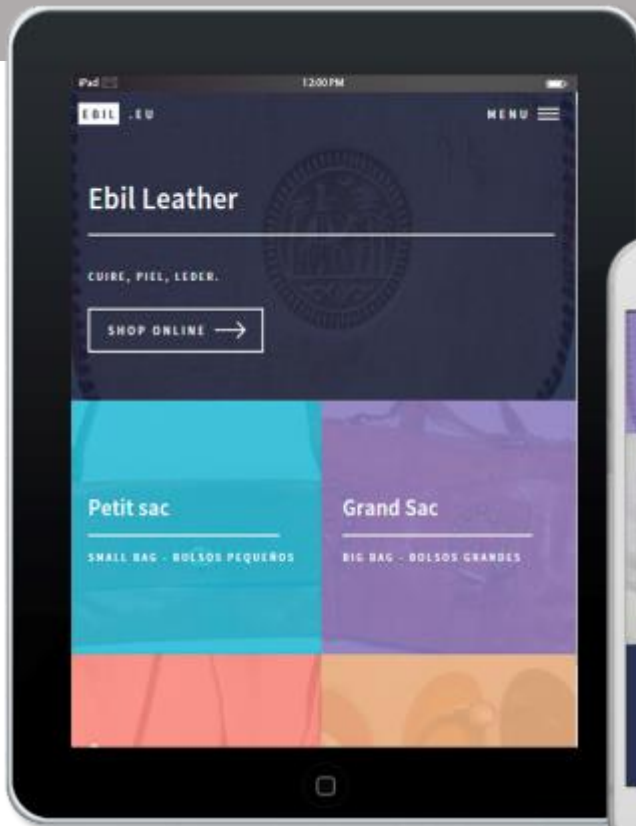 iPad
12:00 PM
EBIL .EU
MENU
Ebil Leather
CUIRE, PIEL, LEDER.
SHOP ONLINE
Petit sac
Grand Sac
SMALL BAG - BOLSOS PEQUEÑOS
BIG BAG - BOLSOS GRANDES